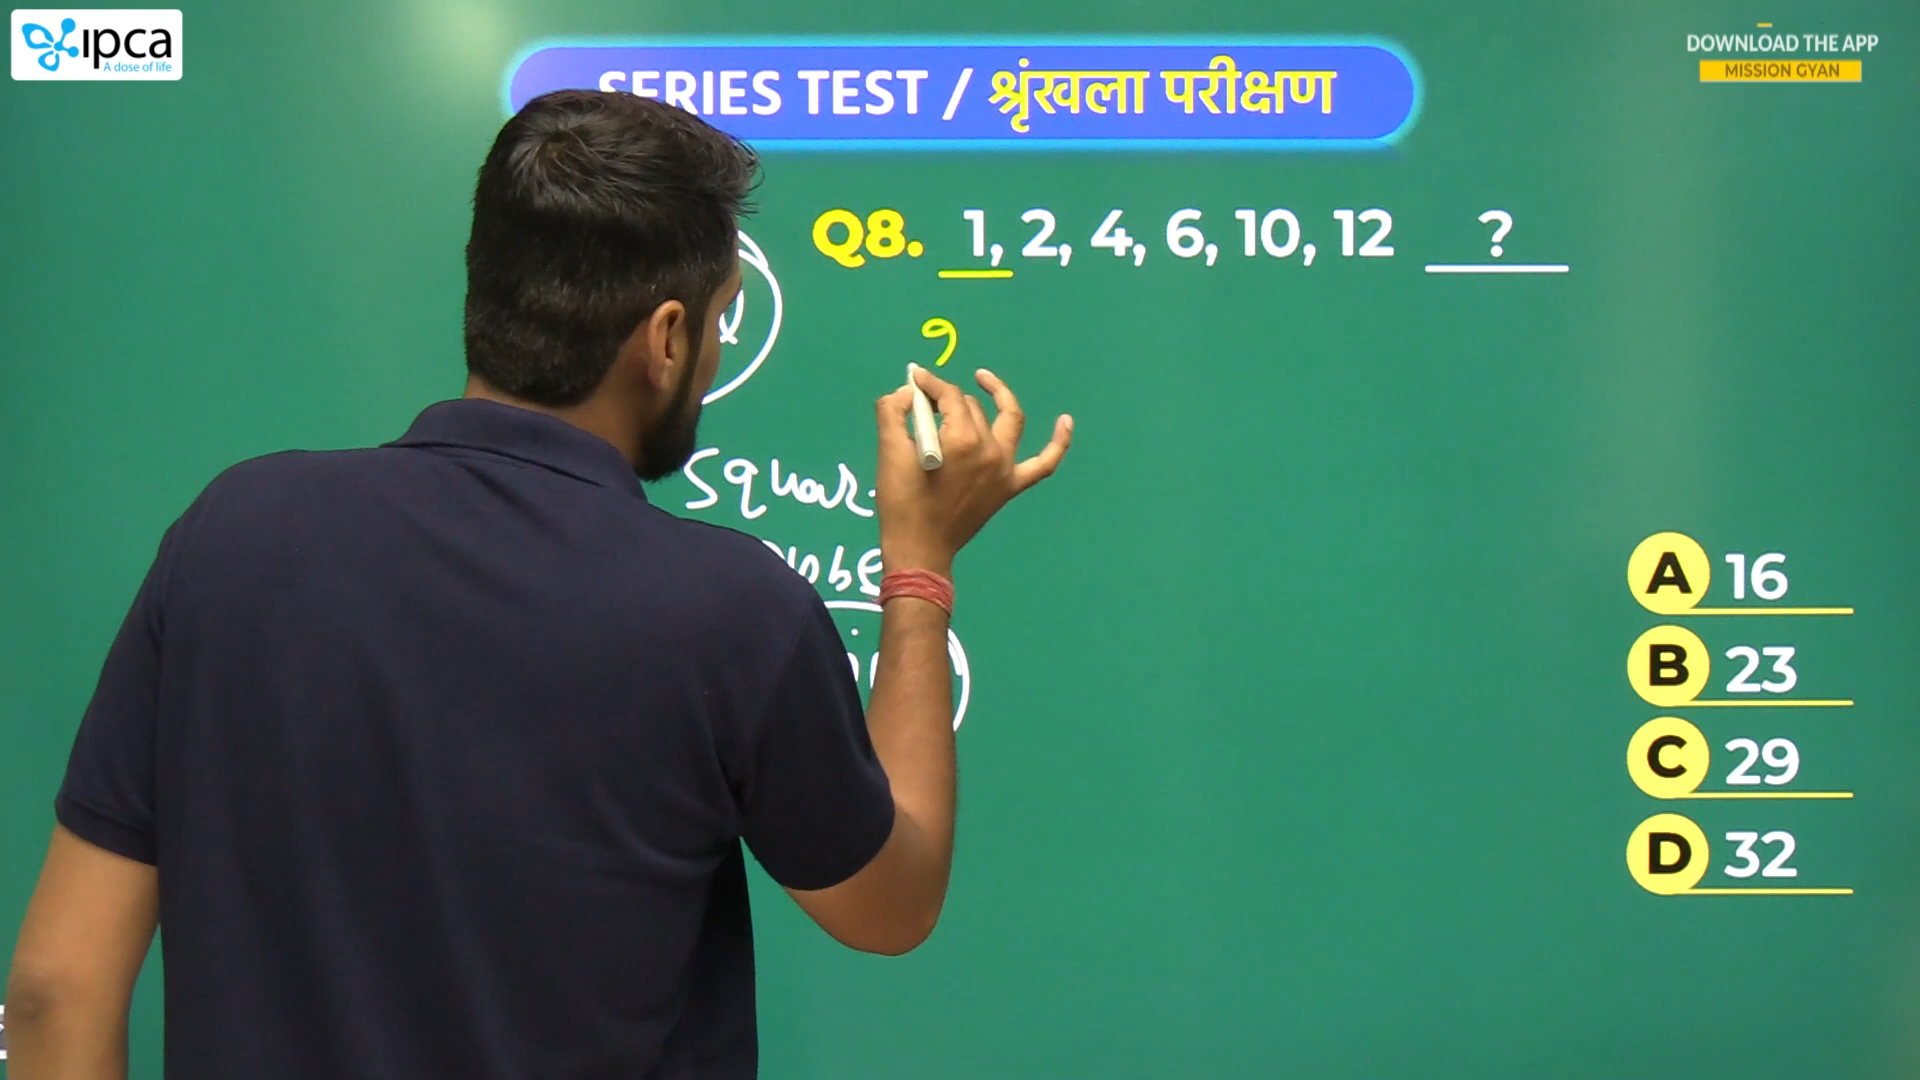 ipca
A dose of life
DOWNLOAD THE APP
MISSION GYAN
SERIES TEST / श्रृंखला परीक्षण
Q8. 1, 2, 4, 6, 10, 12 ?
9
A 16
B 23
C 29
D 32